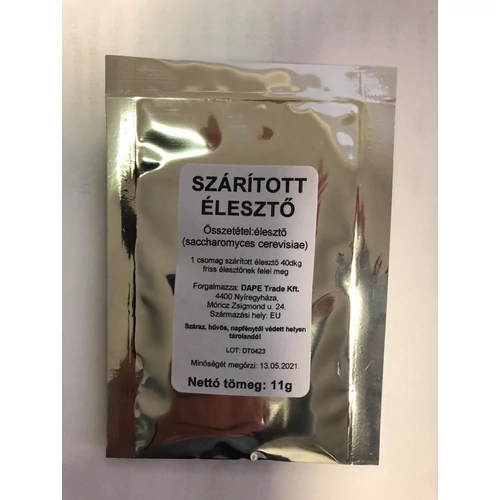 SZÁRÍTOTT
ÉLESZTŐ
Összetétel:élesztő
(saccharomyces cerevisiae)
1 csomag szárított élesztő 40dkg
friss élesztőnek felel meg
Forgalmazza: DAPE Trade Kft.
4400 Nyíregyháza,
Móricz Zsigmond u. 24.
Származási hely: EU
Száraz, hűvös, napfénytől védett helyen
tárolandó!
LOT: DT0423
Minőségét megőrzi: 13.05.2021.
Nettó tömeg: 11g